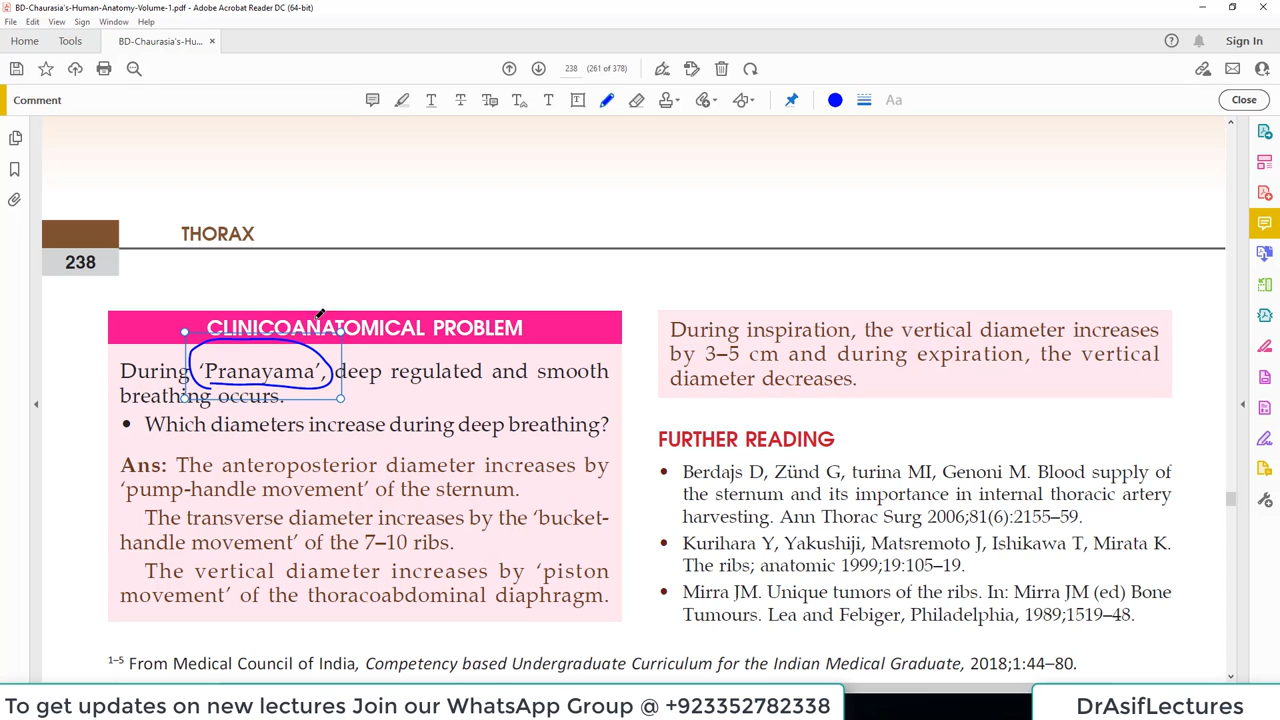 BD-Chaurasia's-Human-Anatomy-Volume-1.pdf - Adobe Acrobat Reader DC (64-bit)
File Edit View Sign Window Help
Home Tools BD-Chaurasia's-Hu... × Sign In
238 (261 of 378)
Comment Aa Close
THORAX
238
CLINICOANATOMICAL PROBLEM
During ‘Pranayama’, deep regulated and smooth
breathing occurs.
• Which diameters increase during deep breathing?
Ans: The anteroposterior diameter increases by
‘pump-handle movement’ of the sternum.
The transverse diameter increases by the ‘bucket-
handle movement’ of the 7–10 ribs.
The vertical diameter increases by ‘piston
movement’ of the thoracoabdominal diaphragm.
During inspiration, the vertical diameter increases
by 3–5 cm and during expiration, the vertical
diameter decreases.
FURTHER READING
• Berdajs D, Zünd G, turina MI, Genoni M. Blood supply of
the sternum and its importance in internal thoracic artery
harvesting. Ann Thorac Surg 2006;81(6):2155–59.
• Kurihara Y, Yakushiji, Matsremoto J, Ishikawa T, Mirata K.
The ribs; anatomic 1999;19:105–19.
• Mirra JM. Unique tumors of the ribs. In: Mirra JM (ed) Bone
Tumours. Lea and Febiger, Philadelphia, 1989;1519–48.
1–5 From Medical Council of India, Competency based Undergraduate Curriculum for the Indian Medical Graduate, 2018;1:44–80.
To get updates on new lectures Join our WhatsApp Group @ +923352782338
DrAsifLectures